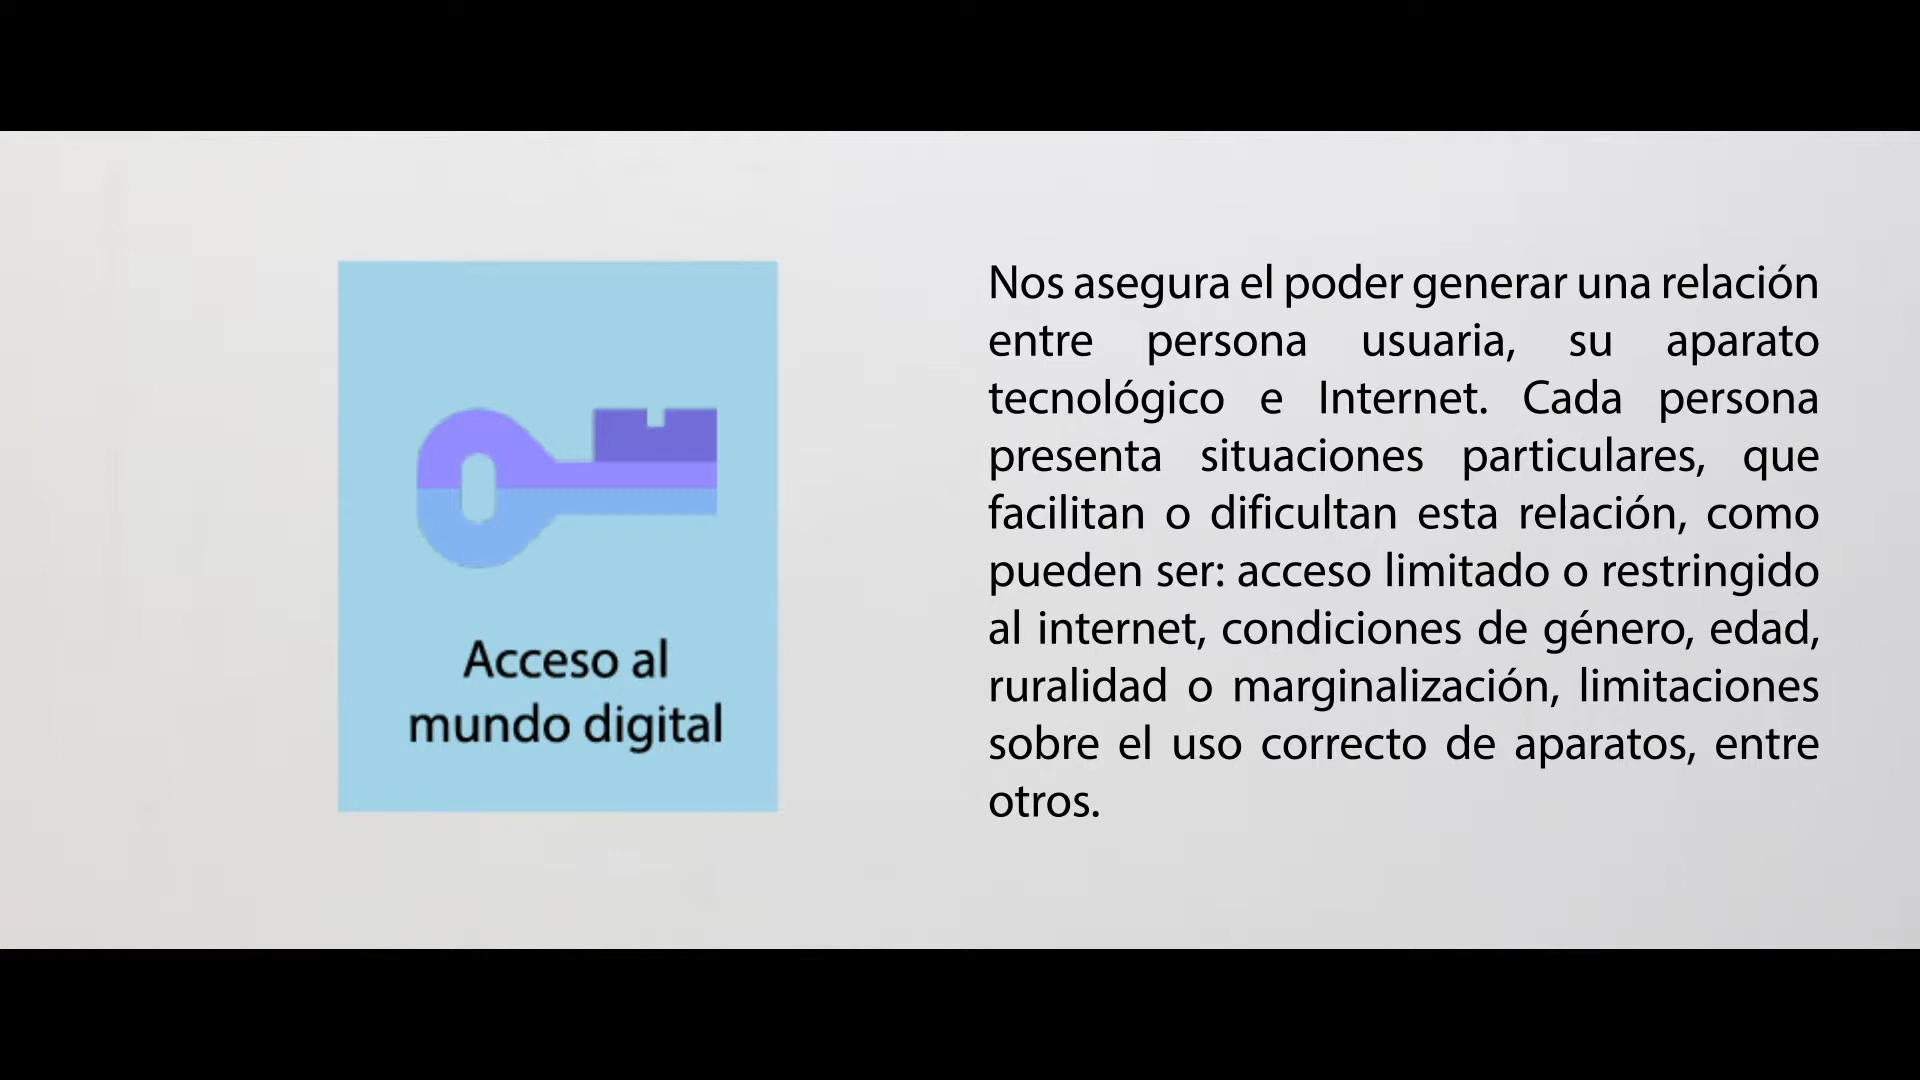 Acceso al
mundo digital
Nos asegura el poder generar una relación
entre persona usuaria, su aparato
tecnológico e Internet. Cada persona
presenta situaciones particulares, que
facilitan o dificultan esta relación, como
pueden ser: acceso limitado o restringido
al internet, condiciones de género, edad,
ruralidad o marginalización, limitaciones
sobre el uso correcto de aparatos, entre
otros.